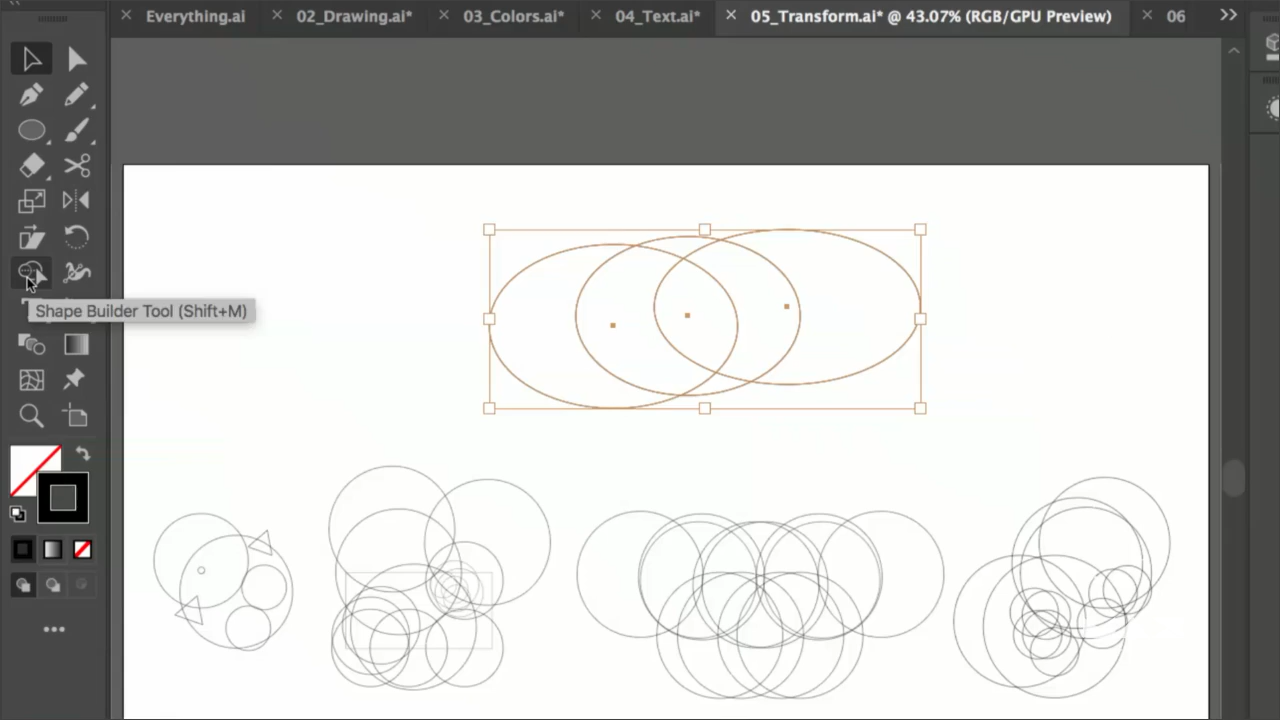 Everything.ai 02_Drawing.ai* 03_Colors.ai* 04_Text.ai* 05_Transform.ai* @ 43.07% (RGB/GPU Preview) 06
Shape Builder Tool (Shift+M)